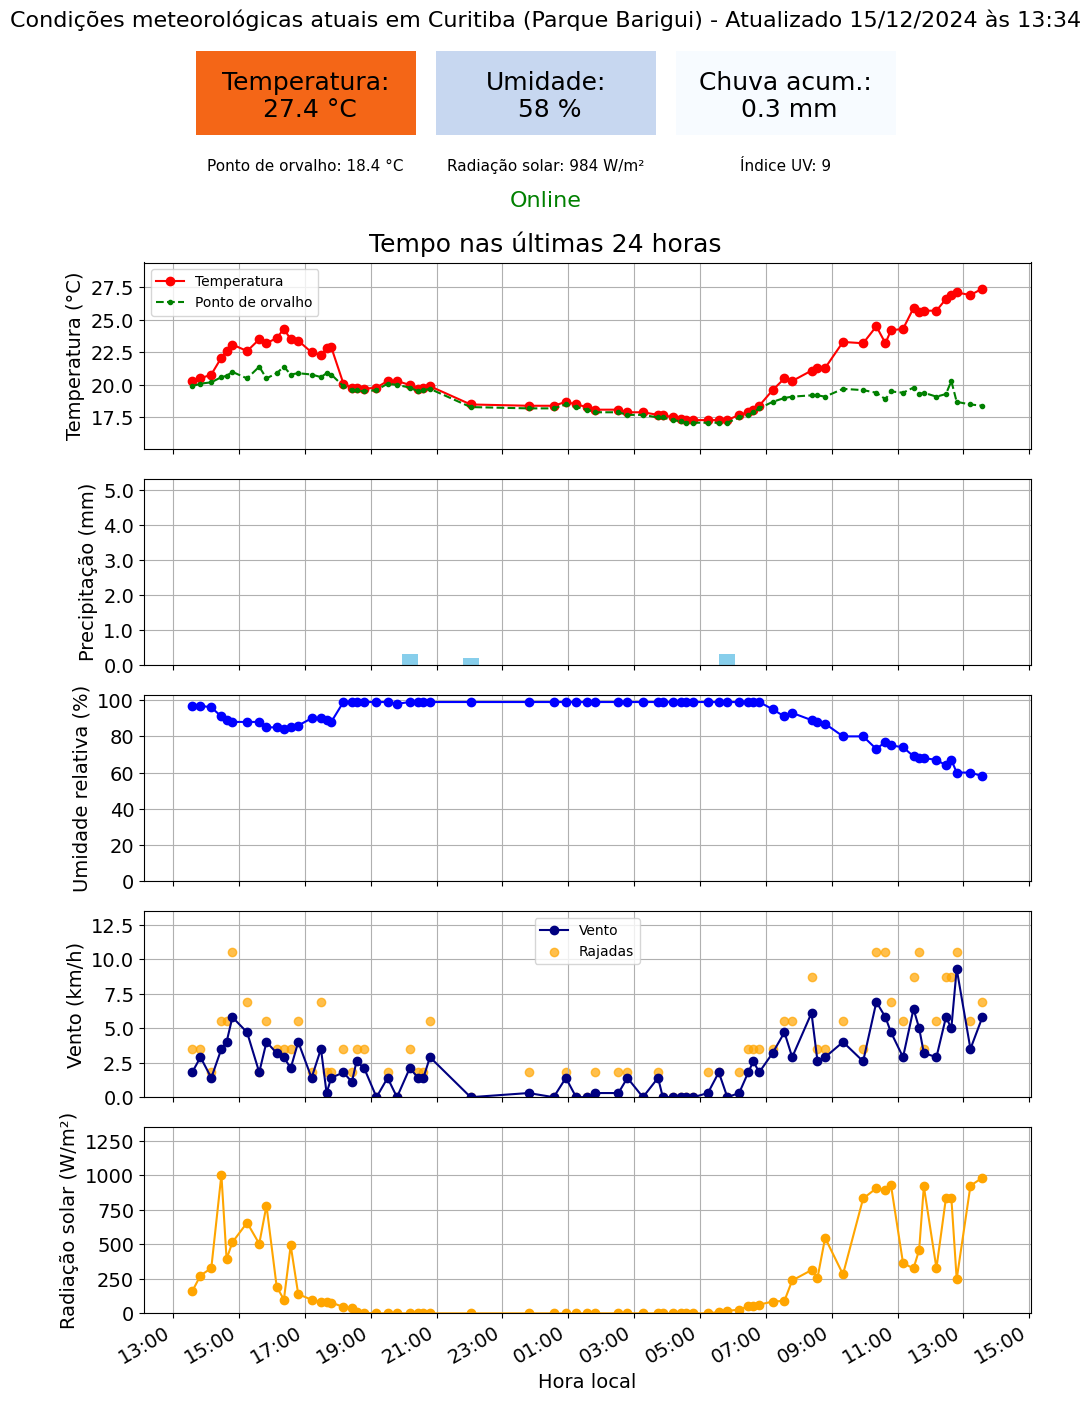 Condições meteorológicas atuais em Curitiba (Parque Barigui) - Atualizado 15/12/2024 às 13:34
Temperatura:
27.4 °C
Umidade:
58 %
Chuva acum.:
0.3 mm
Ponto de orvalho: 18.4 °C
Radiação solar: 984 W/m²
Índice UV: 9
Online
Tempo nas últimas 24 horas
Temperatura (°C)
27.5
25.0
22.5
20.0
17.5
Temperatura
Ponto de orvalho
Precipitação (mm)
5.0
4.0
3.0
2.0
1.0
0.0
Umidade relativa (%)
100
80
60
40
20
0
Vento (km/h)
12.5
10.0
7.5
5.0
2.5
0.0
Vento
Rajadas
Radiação solar (W/m²)
1250
1000
750
500
250
0
13:00
15:00
17:00
19:00
21:00
23:00
01:00
03:00
05:00
07:00
09:00
11:00
13:00
15:00
Hora local